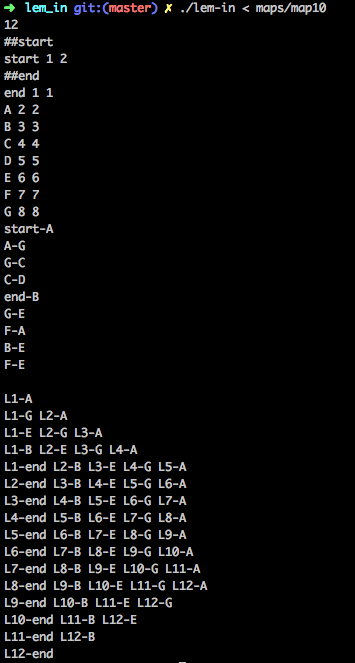 ➜ lem_in git:(master) ✗ ./lem-in < maps/map10
12
##start
start 1 2
##end
end 1 1
A 2 2
B 3 3
C 4 4
D 5 5
E 6 6
F 7 7
G 8 8
start-A
A-G
G-C
C-D
end-B
G-E
F-A
B-E
F-E

L1-A
L1-G L2-A
L1-E L2-G L3-A
L1-B L2-E L3-G L4-A
L1-end L2-B L3-E L4-G L5-A
L2-end L3-B L4-E L5-G L6-A
L3-end L4-B L5-E L6-G L7-A
L4-end L5-B L6-E L7-G L8-A
L5-end L6-B L7-E L8-G L9-A
L6-end L7-B L8-E L9-G L10-A
L7-end L8-B L9-E L10-G L11-A
L8-end L9-B L10-E L11-G L12-A
L9-end L10-B L11-E L12-G
L10-end L11-B L12-E
L11-end L12-B
L12-end